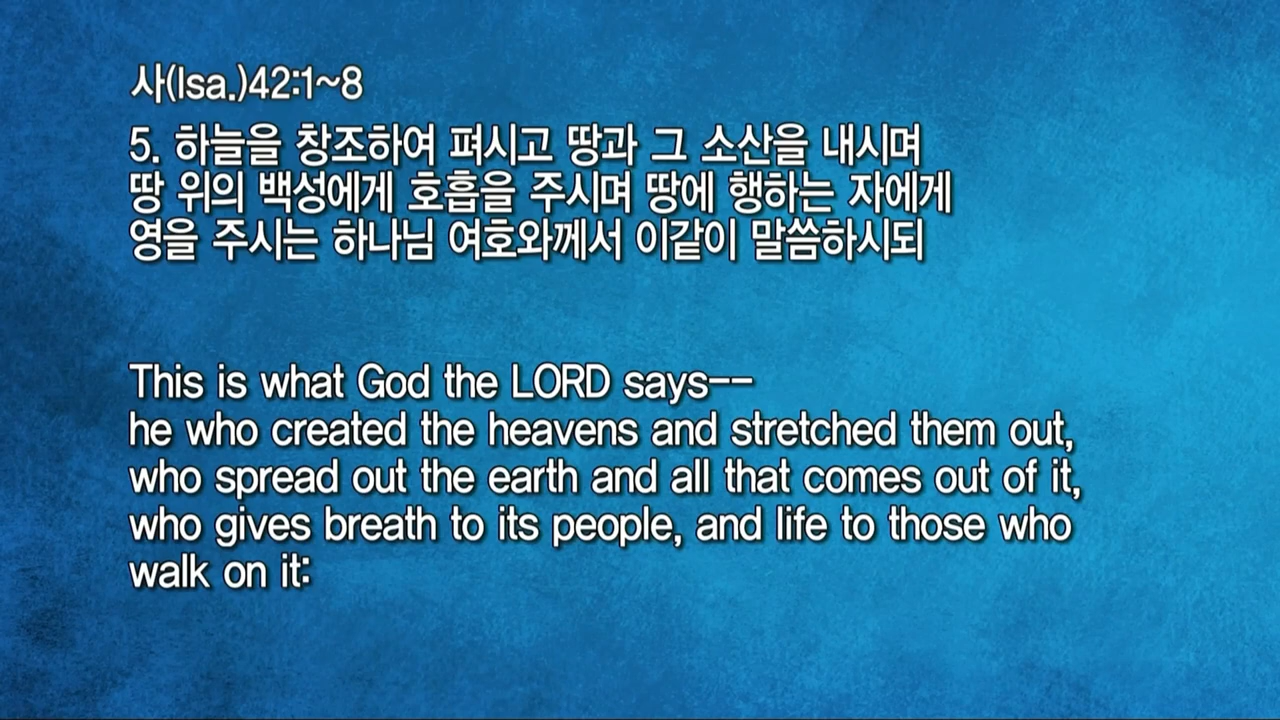 사(Isa.)42:1~8
5. 하늘을 창조하여 펴시고 땅과 그 소산을 내시며
땅 위의 백성에게 호흡을 주시며 땅에 행하는 자에게
영을 주시는 하나님 여호와께서 이같이 말씀하시되
This is what God the LORD says--
he who created the heavens and stretched them out,
who spread out the earth and all that comes out of it,
who gives breath to its people, and life to those who
walk on it: